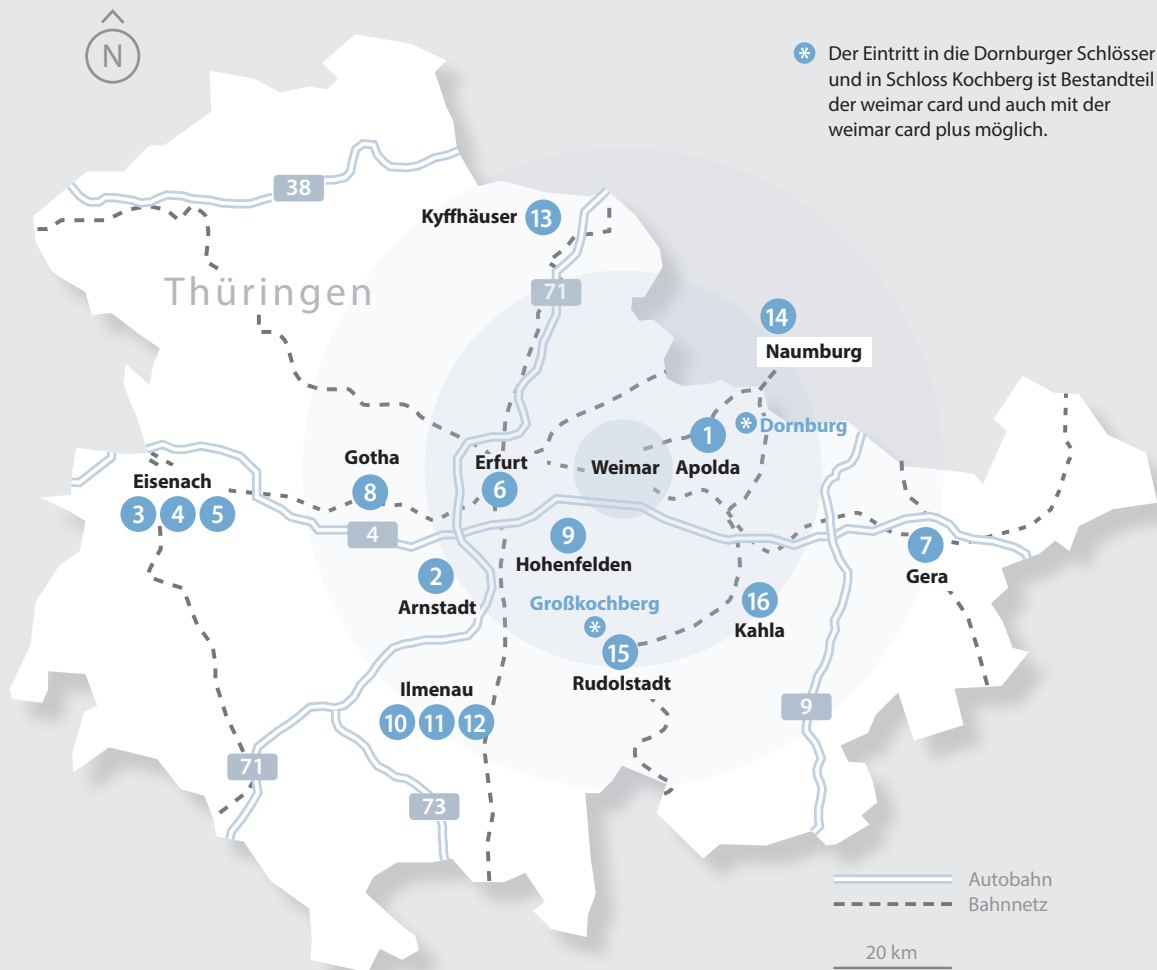 N
* Der Eintritt in die Dornburger Schlösser
und in Schloss Kochberg ist Bestandteil
der weimar card und auch mit der
weimar card plus möglich.
38
Kyffhäuser 13
Thüringen
71
14
Naumburg
1
* Dornburg
Gotha
Erfurt
Weimar
Apolda
Eisenach
8
6
3 4 5
4
9
7
Hohenfelden
Gera
2
Arnstadt
Großkochberg
*
16
Kahla
15
Rudolstadt
Ilmenau
10 11 12
9
71
73
Autobahn
Bahnnetz
20 km